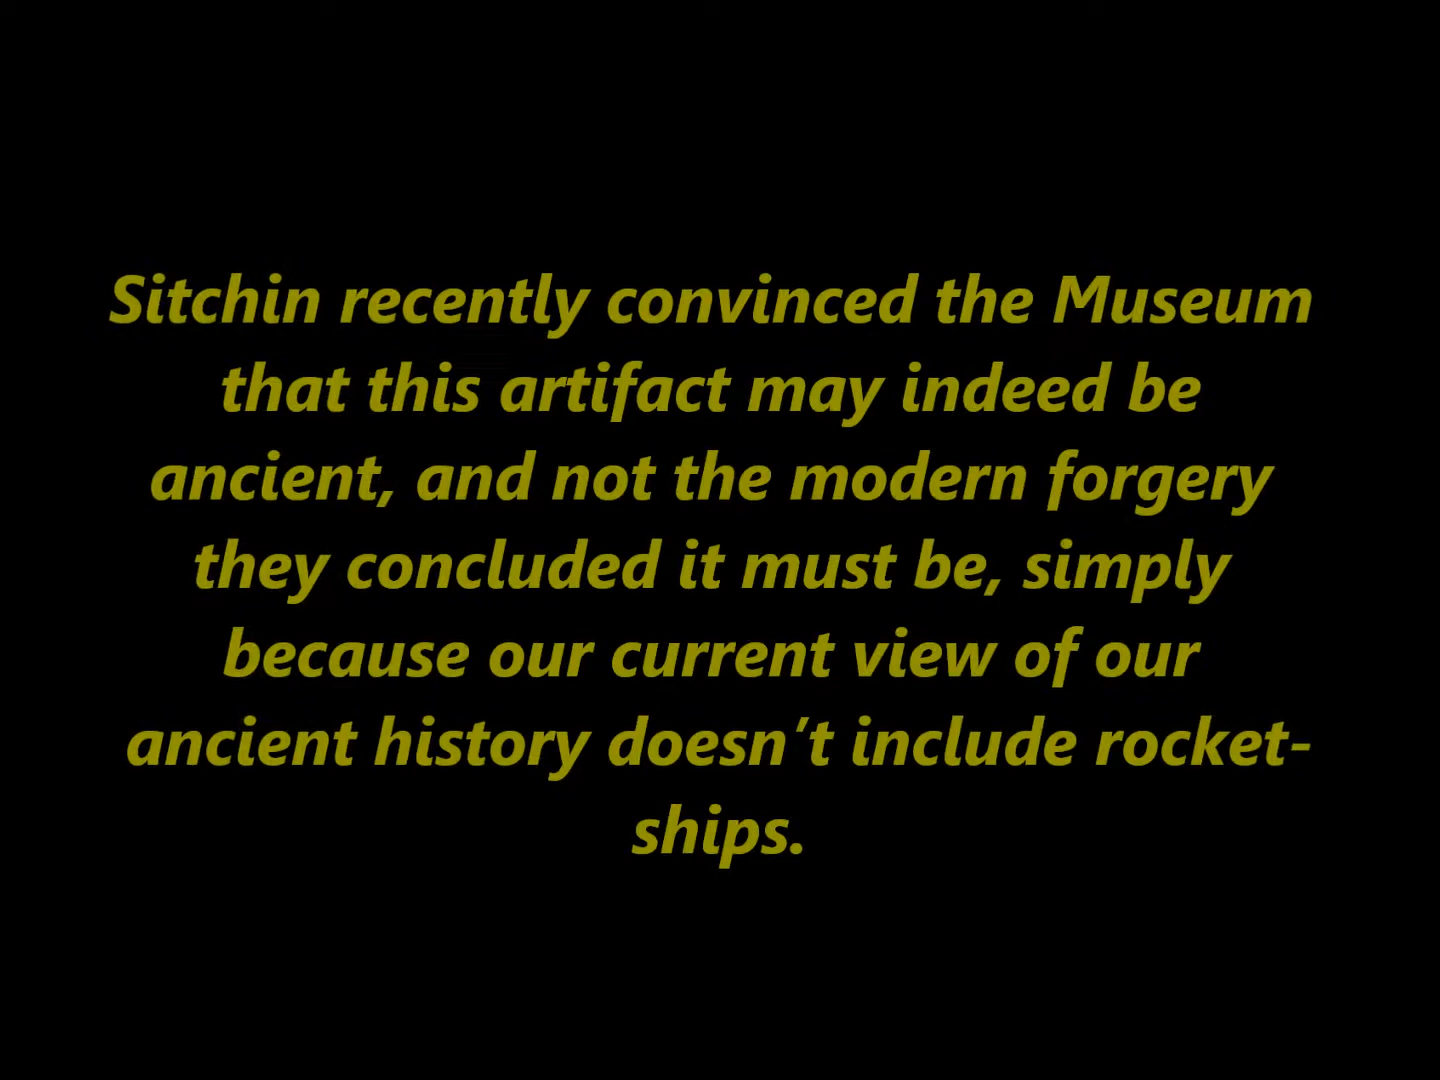 Sitchin recently convinced the Museum
that this artifact may indeed be
ancient, and not the modern forgery
they concluded it must be, simply
because our current view of our
ancient history doesn’t include rocket-
ships.